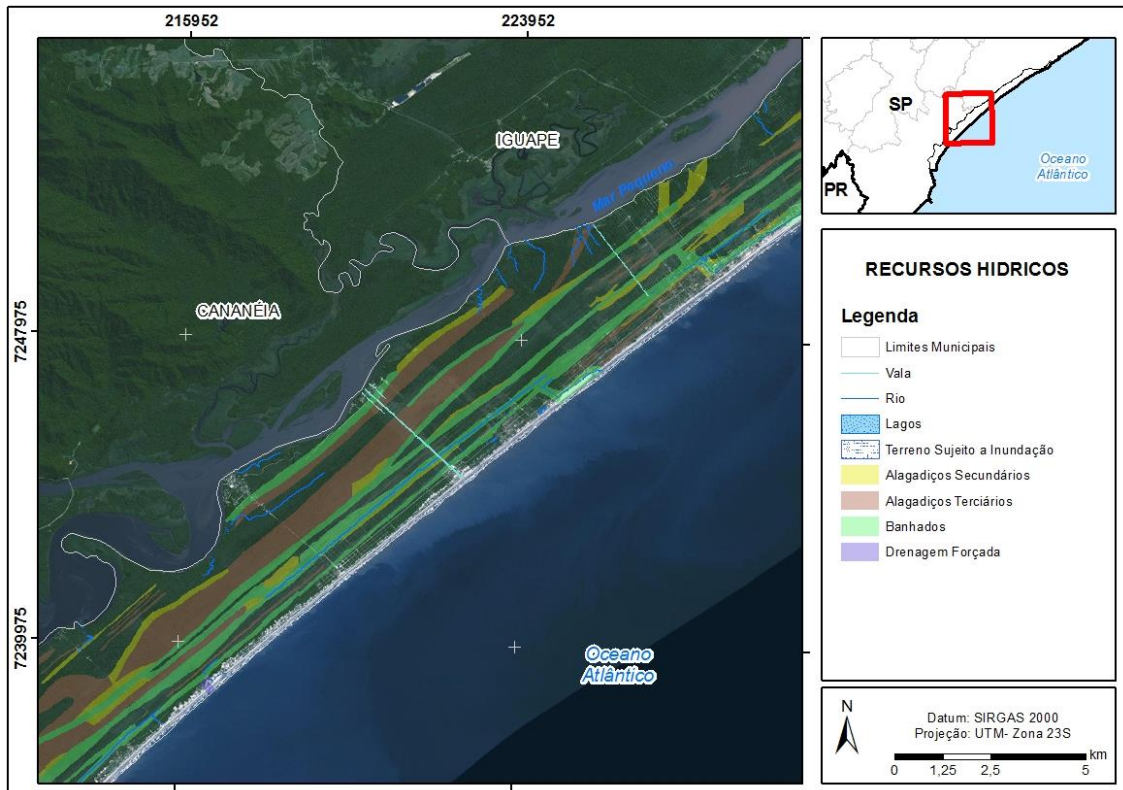 215952
223952
IGUAPE
Mar Pequeno
CANANÉIA
7247975
7239975
Oceano
Atlântico
SP
PR
Oceano
Atlântico
RECURSOS HIDRICOS
Legenda
Limites Municipais
Vala
Rio
Lagos
Terreno Sujeito a Inundação
Alagadiços Secundários
Alagadiços Terciários
Banhados
Drenagem Forçada
N
Datum: SIRGAS 2000
Projeção: UTM- Zona 23S
km
0 1,25 2,5 5